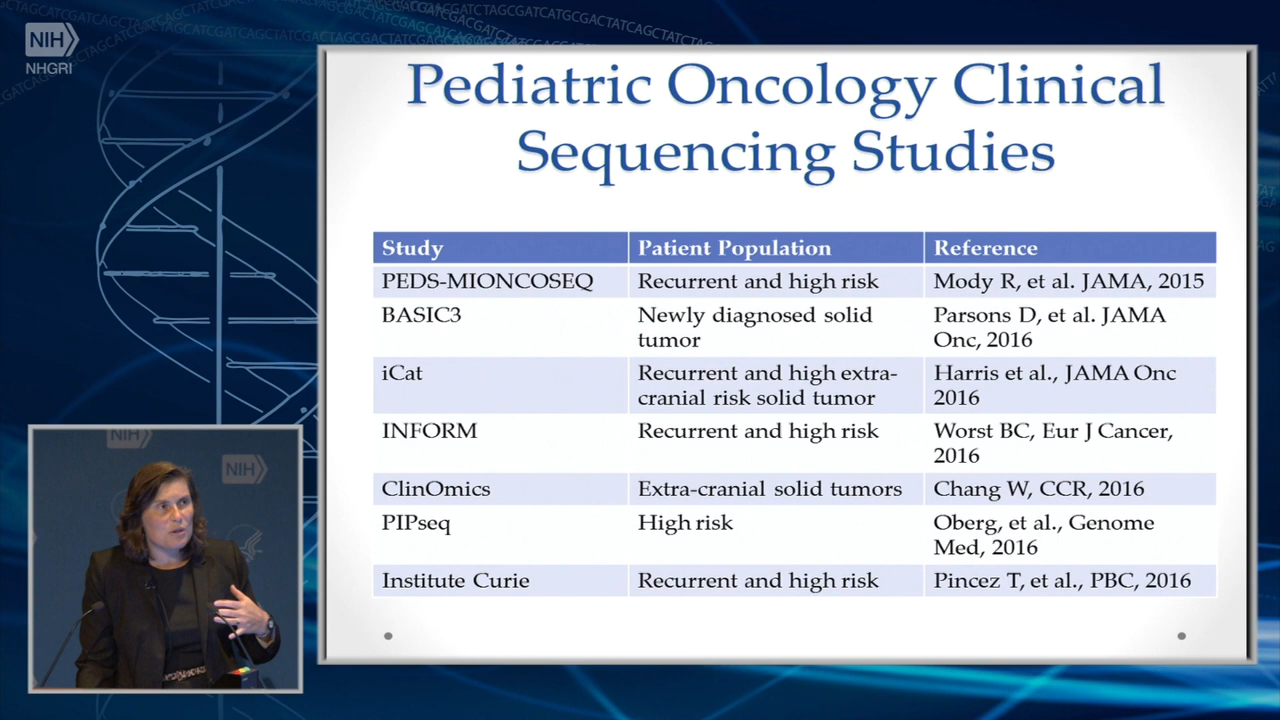 NIH
NHGRI
Pediatric Oncology Clinical
Sequencing Studies
Study Patient Population Reference
PEDS-MIONCOSEQ Recurrent and high risk Mody R, et al. JAMA, 2015
BASIC3 Newly diagnosed solid Parsons D, et al. JAMA
tumor Onc, 2016
iCat Recurrent and high extra- Harris et al., JAMA Onc
cranial risk solid tumor 2016
INFORM Recurrent and high risk Worst BC, Eur J Cancer,
2016
ClinOmics Extra-cranial solid tumors Chang W, CCR, 2016
PIPseq High risk Oberg, et al., Genome
Med, 2016
Institute Curie Recurrent and high risk Pincez T, et al., PBC, 2016
NIH
NIH